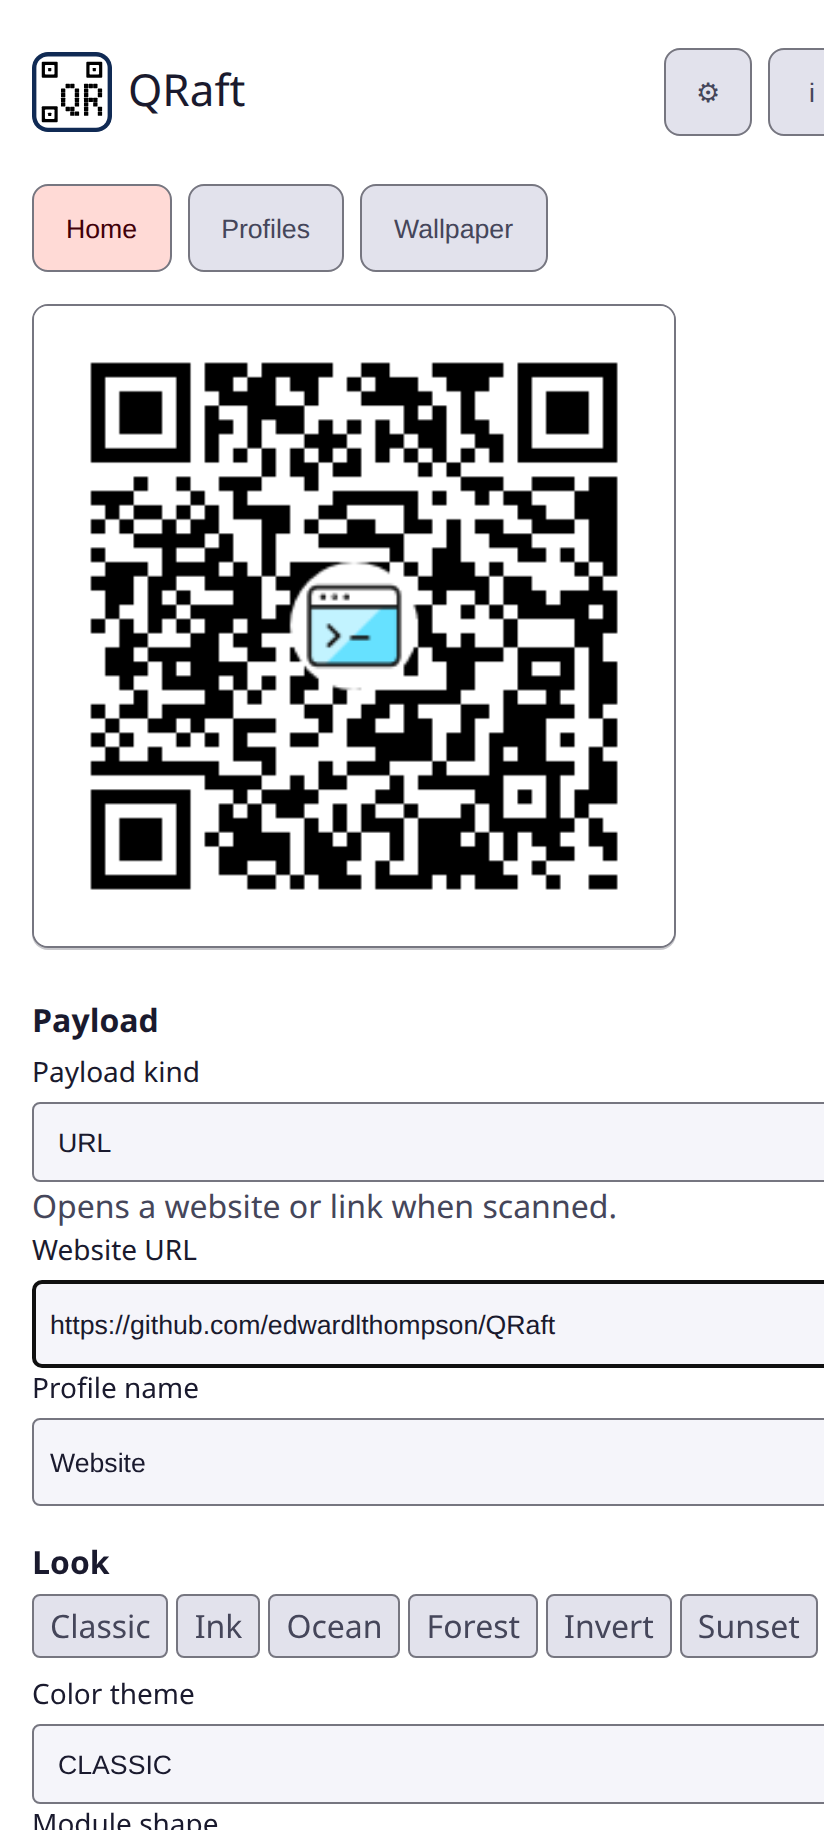 QR QRaft ⚙ i
Home Profiles Wallpaper
>_
Payload
Payload kind
URL
Opens a website or link when scanned.
Website URL
https://github.com/edwardlthompson/QRaft
Profile name
Website
Look
Classic Ink Ocean Forest Invert Sunset
Color theme
CLASSIC
Module shape